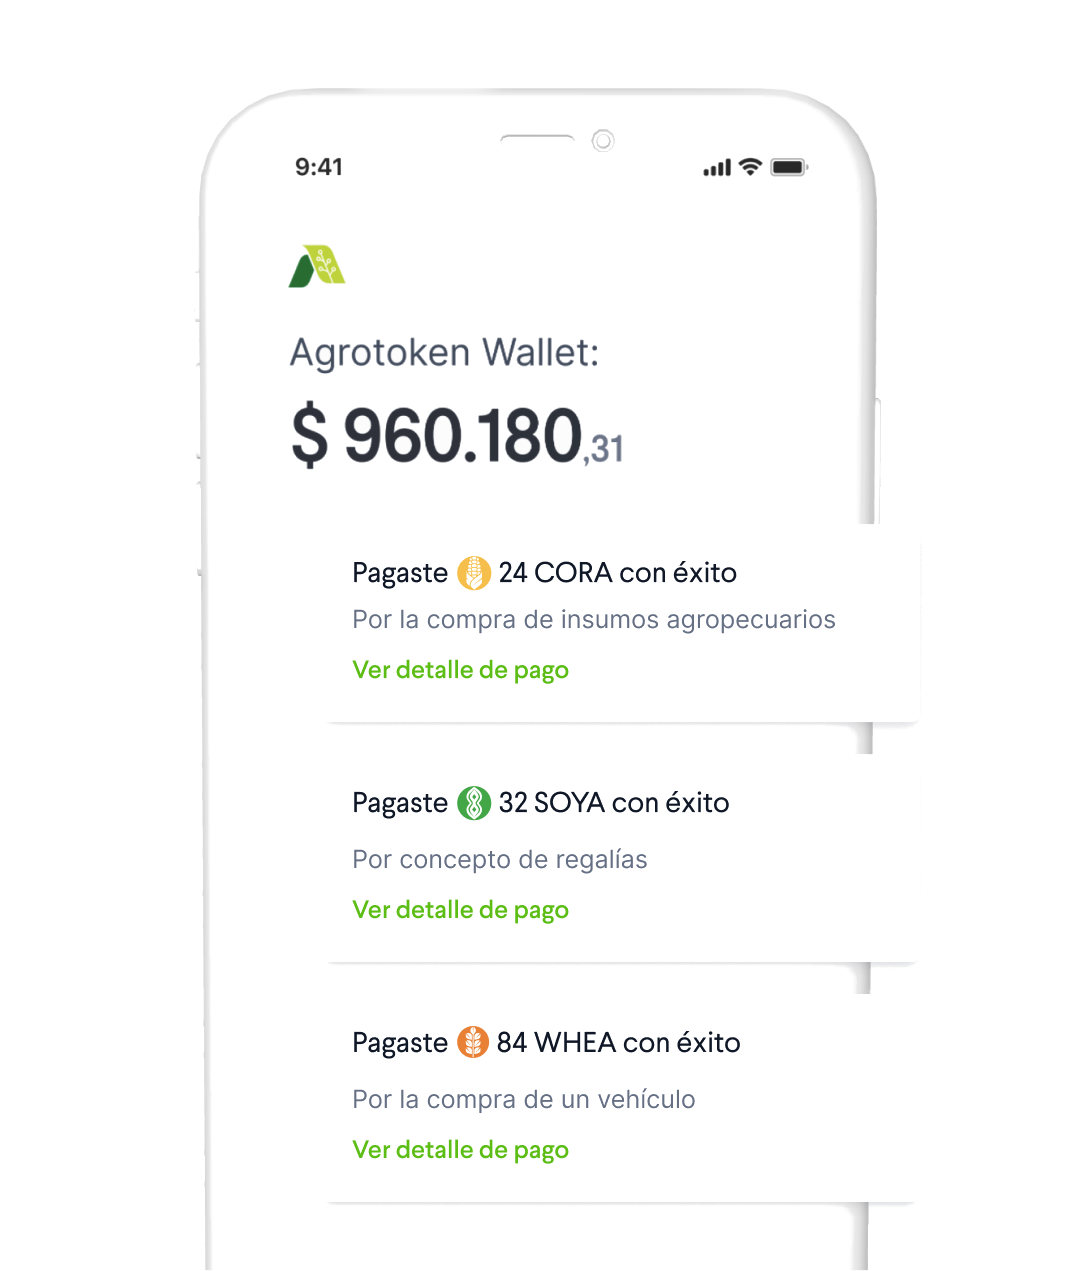 9:41
Agrotoken Wallet:
$ 960.180,31
Pagaste 24 CORA con éxito
Por la compra de insumos agropecuarios
Ver detalle de pago
Pagaste 32 SOYA con éxito
Por concepto de regalías
Ver detalle de pago
Pagaste 84 WHEA con éxito
Por la compra de un vehículo
Ver detalle de pago